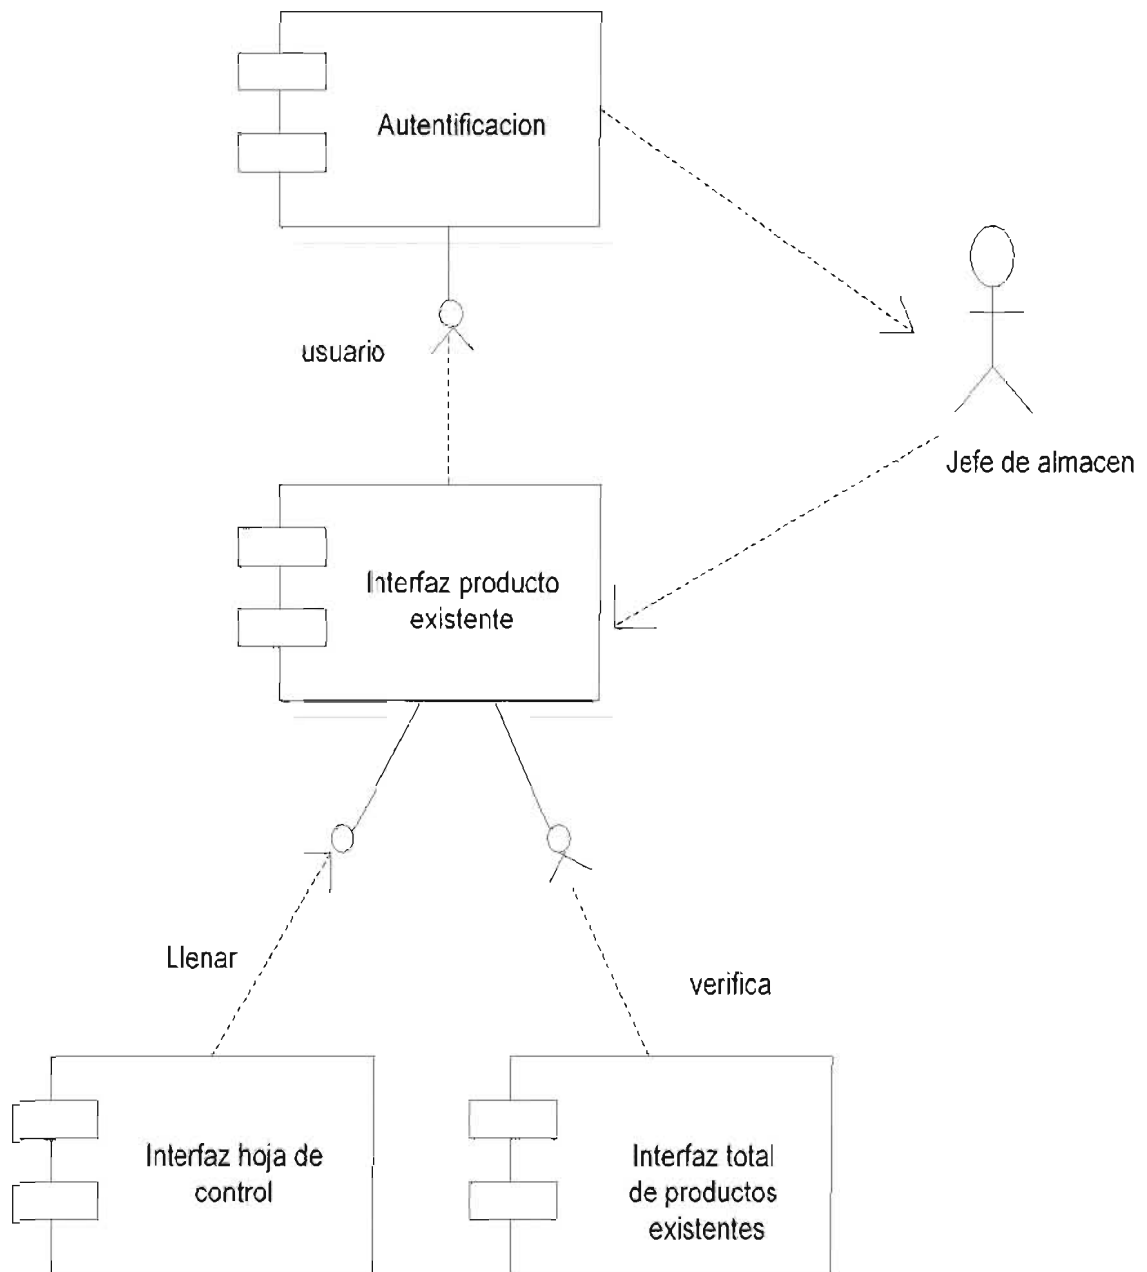 Autentificacion
usuario
Jefe de almacen
Interfaz producto
existente
Llenar
verifica
Interfaz hoja de
control
Interfaz total
de productos
existentes